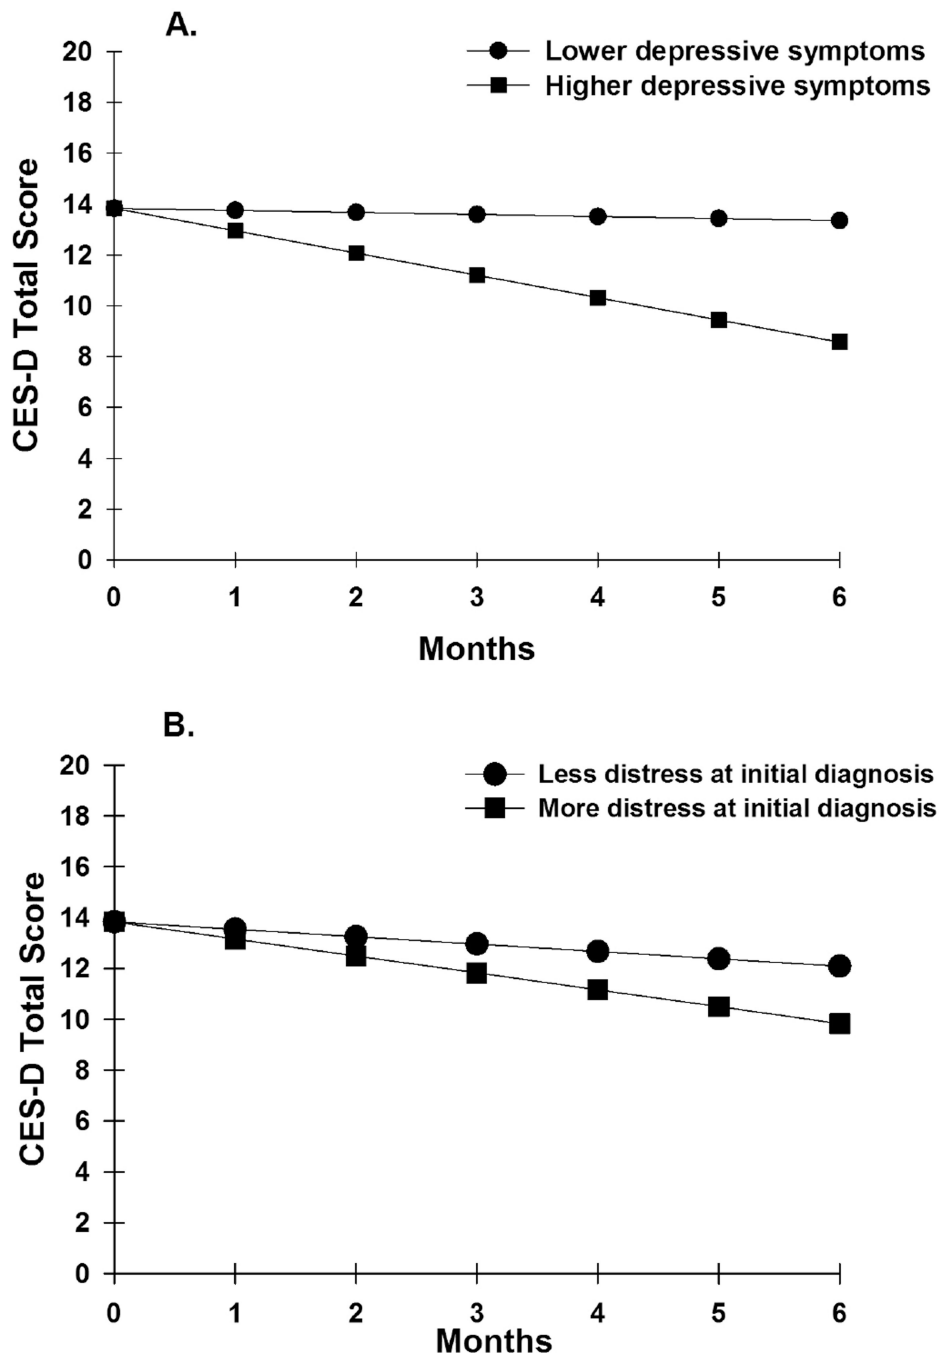 A.
Lower depressive symptoms
Higher depressive symptoms
CES-D Total Score
20
18
16
14
12
10
8
6
4
2
0
0 1 2 3 4 5 6
Months
B.
Less distress at initial diagnosis
More distress at initial diagnosis
CES-D Total Score
20
18
16
14
12
10
8
6
4
2
0
0 1 2 3 4 5 6
Months